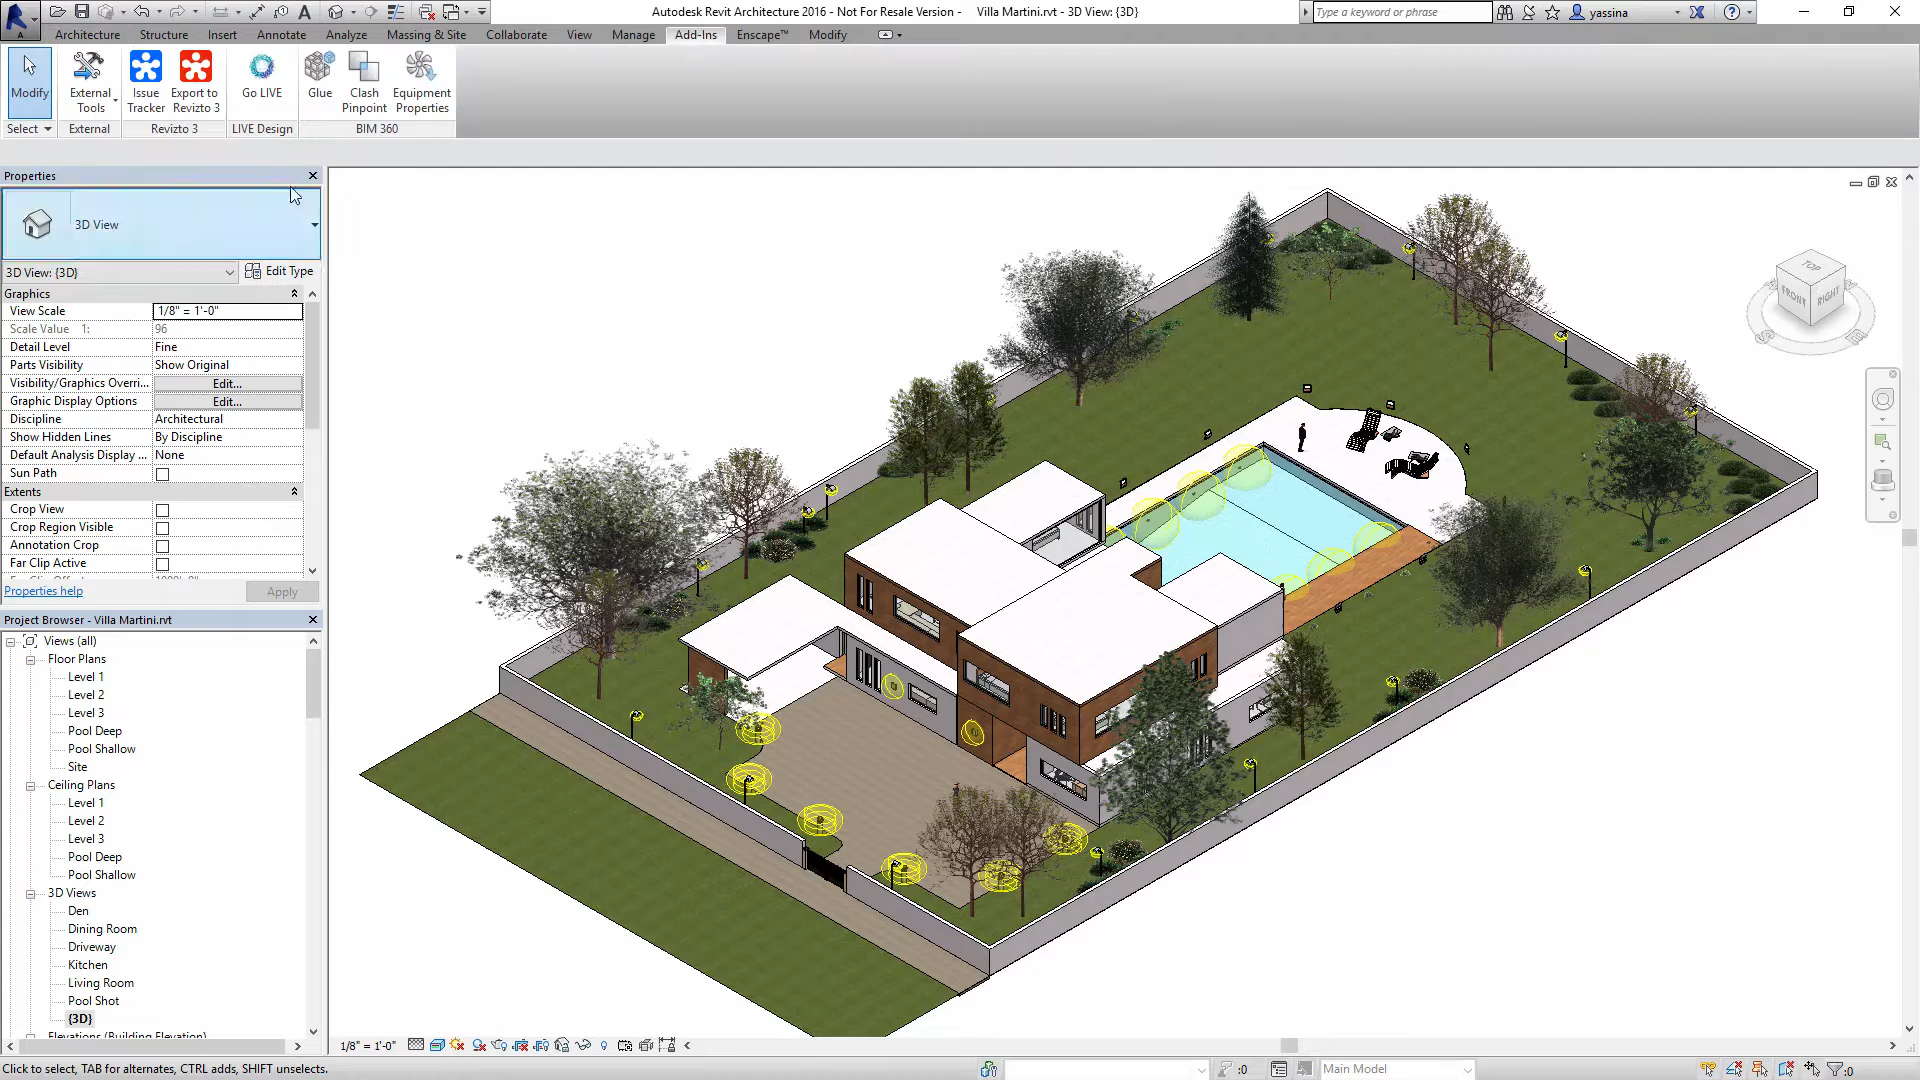 Autodesk Revit Architecture 2016 - Not For Resale Version - Villa Martini.rvt - 3D View: {3D}
Type a keyword or phrase
yassina
Architecture Structure Insert Annotate Analyze Massing & Site Collaborate View Manage Add-Ins Enscape™ Modify
Modify
External Tools
Issue Tracker
Export to Revizto 3
Go LIVE
Glue
Clash Pinpoint
Equipment Properties
Select External Revizto 3 LIVE Design BIM 360
Properties
3D View
3D View: {3D} Edit Type
Graphics
View Scale 1/8" = 1'-0"
Scale Value 1: 96
Detail Level Fine
Parts Visibility Show Original
Visibility/Graphics Overri... Edit...
Graphic Display Options Edit...
Discipline Architectural
Show Hidden Lines By Discipline
Default Analysis Display ... None
Sun Path
Extents
Crop View
Crop Region Visible
Annotation Crop
Far Clip Active
Properties help Apply
Project Browser - Villa Martini.rvt
Views (all)
Floor Plans
Level 1
Level 2
Level 3
Pool Deep
Pool Shallow
Site
Ceiling Plans
Level 1
Level 2
Level 3
Pool Deep
Pool Shallow
3D Views
Den
Dining Room
Driveway
Kitchen
Living Room
Pool Shot
{3D}
Elevations (Building Elevation)
TOP
FRONT
RIGHT
1/8" = 1'-0"
Click to select, TAB for alternates, CTRL adds, SHIFT unselects.
:0
Main Model
:0